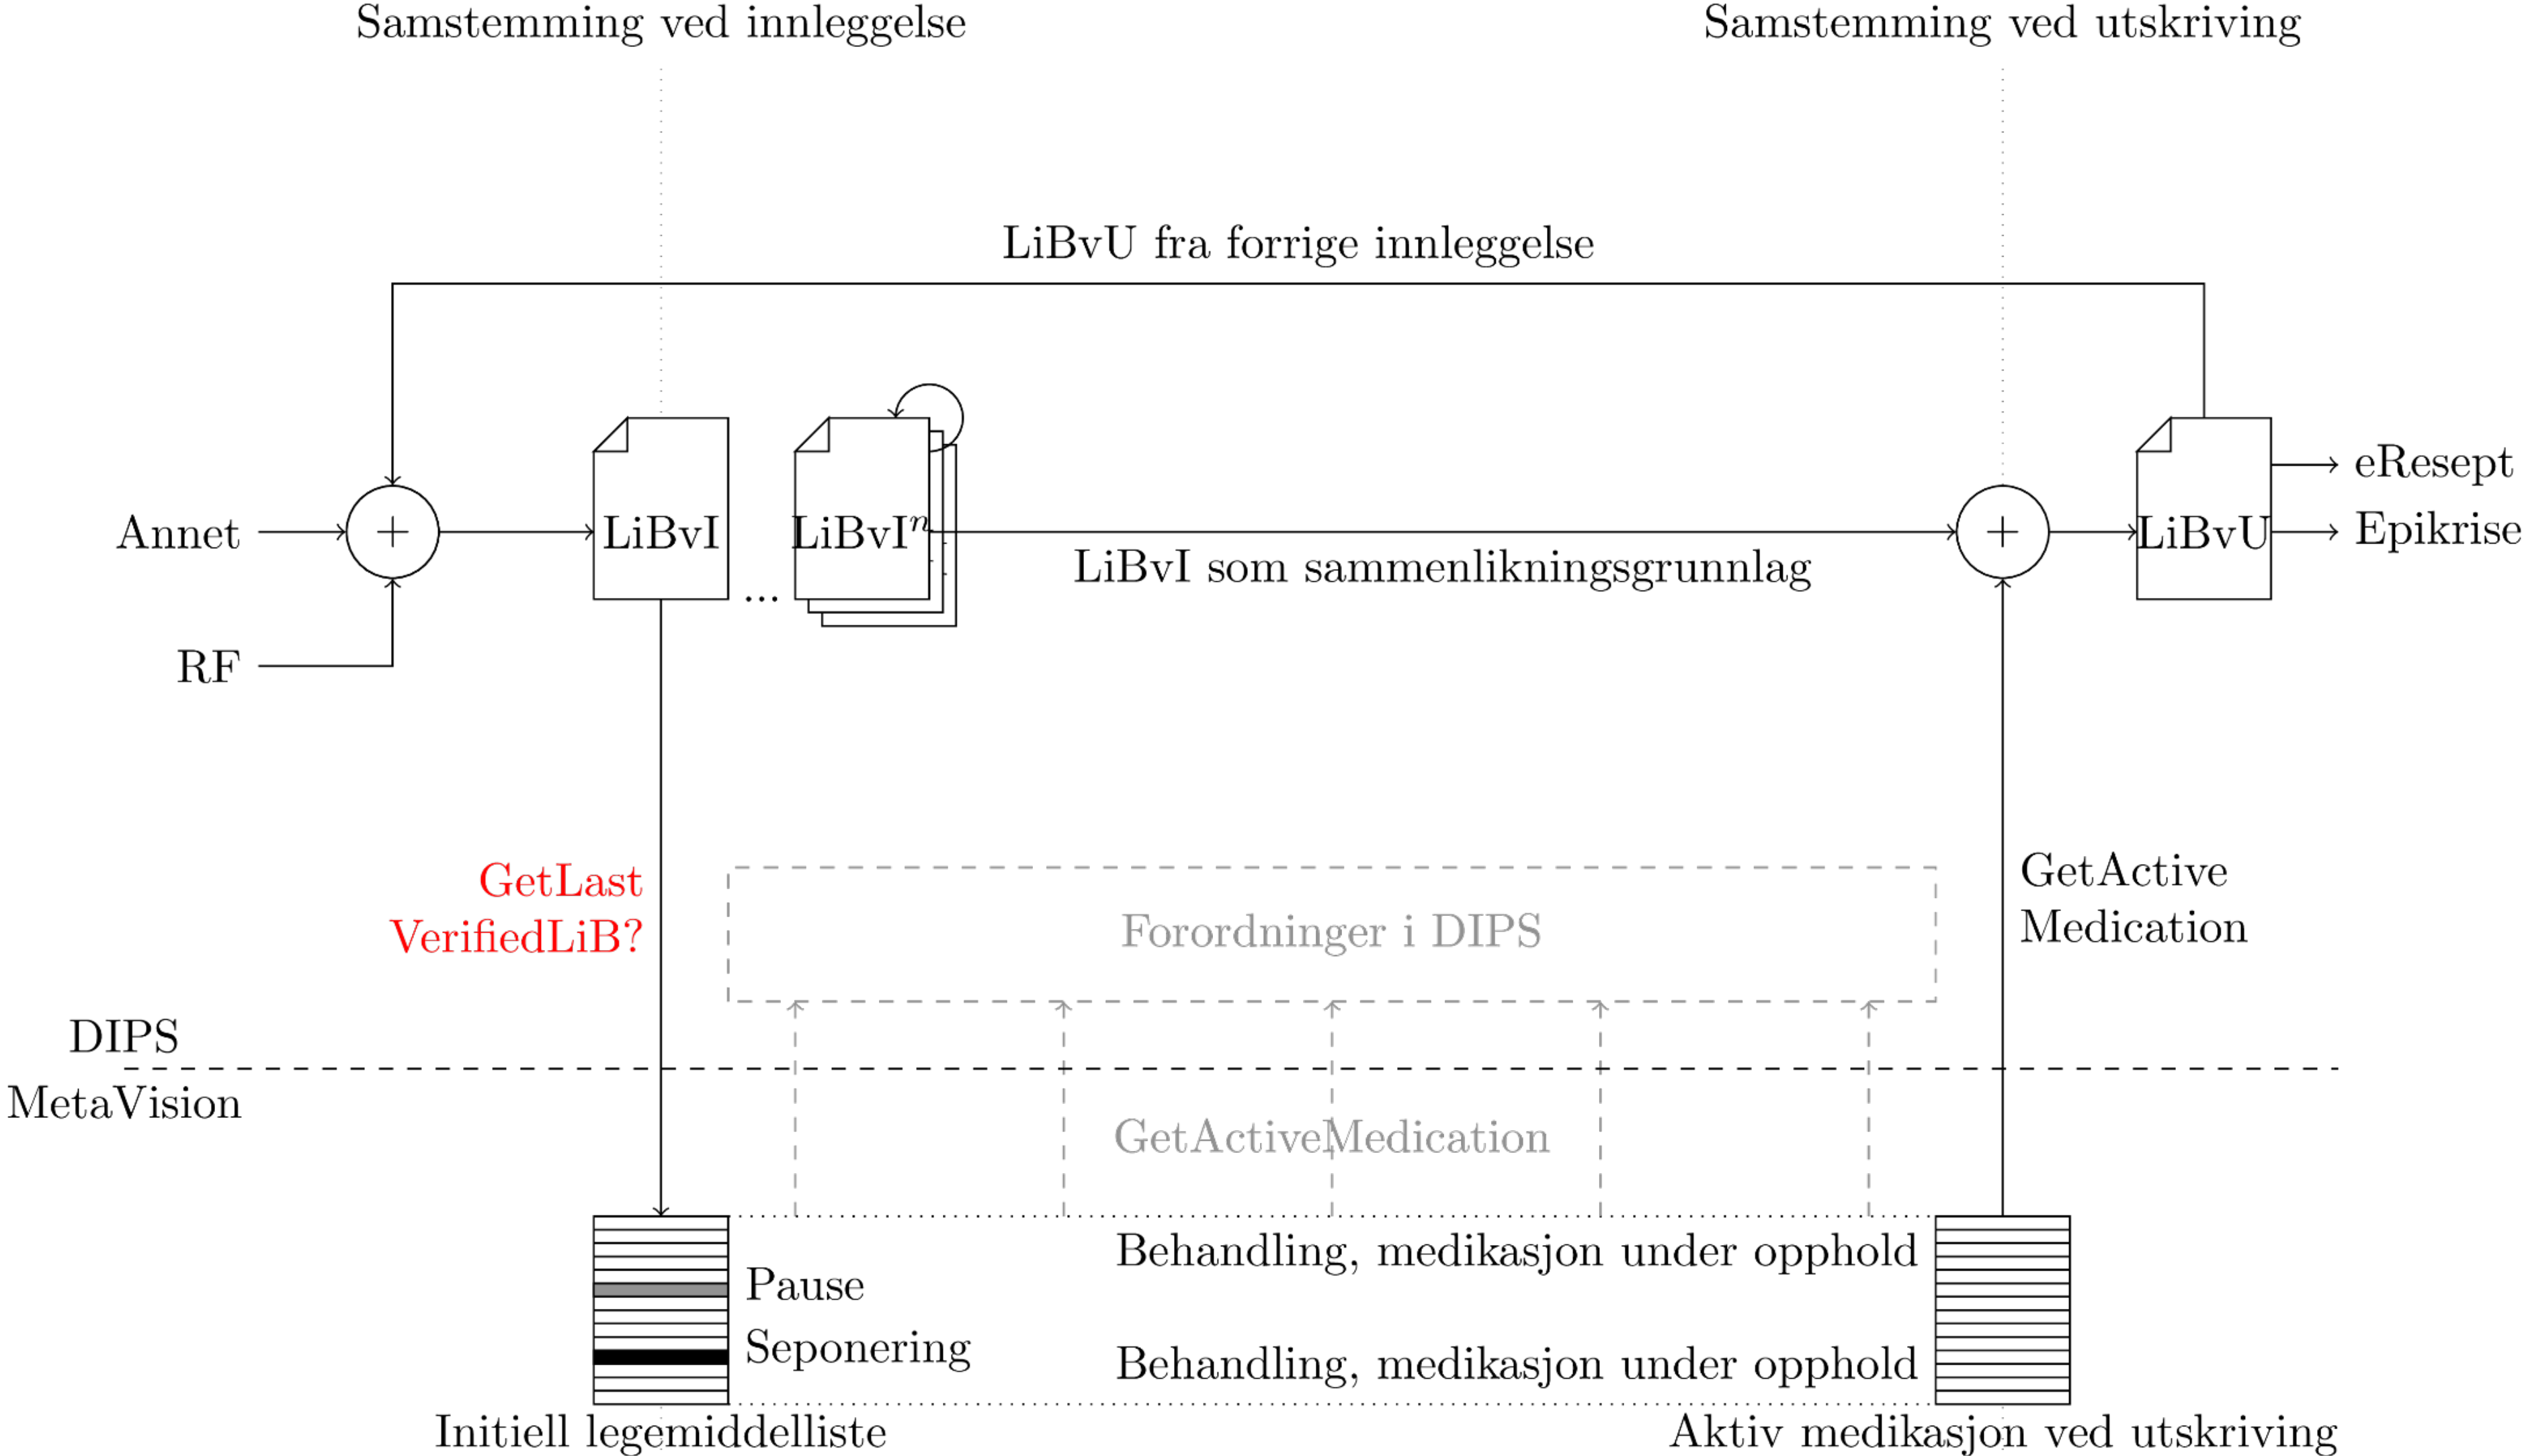 Samstemming ved innleggelse
Samstemming ved utskriving
LiBvU fra forrige innleggelse
Annet
+
LiBvI
...
LiBvIⁿ
LiBvI som sammenlikningsgrunnlag
+
LiBvU
eResept
Epikrise
RF
GetLast
VerifiedLiB?
Forordninger i DIPS
GetActive
Medication
DIPS
MetaVision
GetActiveMedication
Pause
Seponering
Behandling, medikasjon under opphold
Behandling, medikasjon under opphold
Initiell legemiddelliste
Aktiv medikasjon ved utskriving